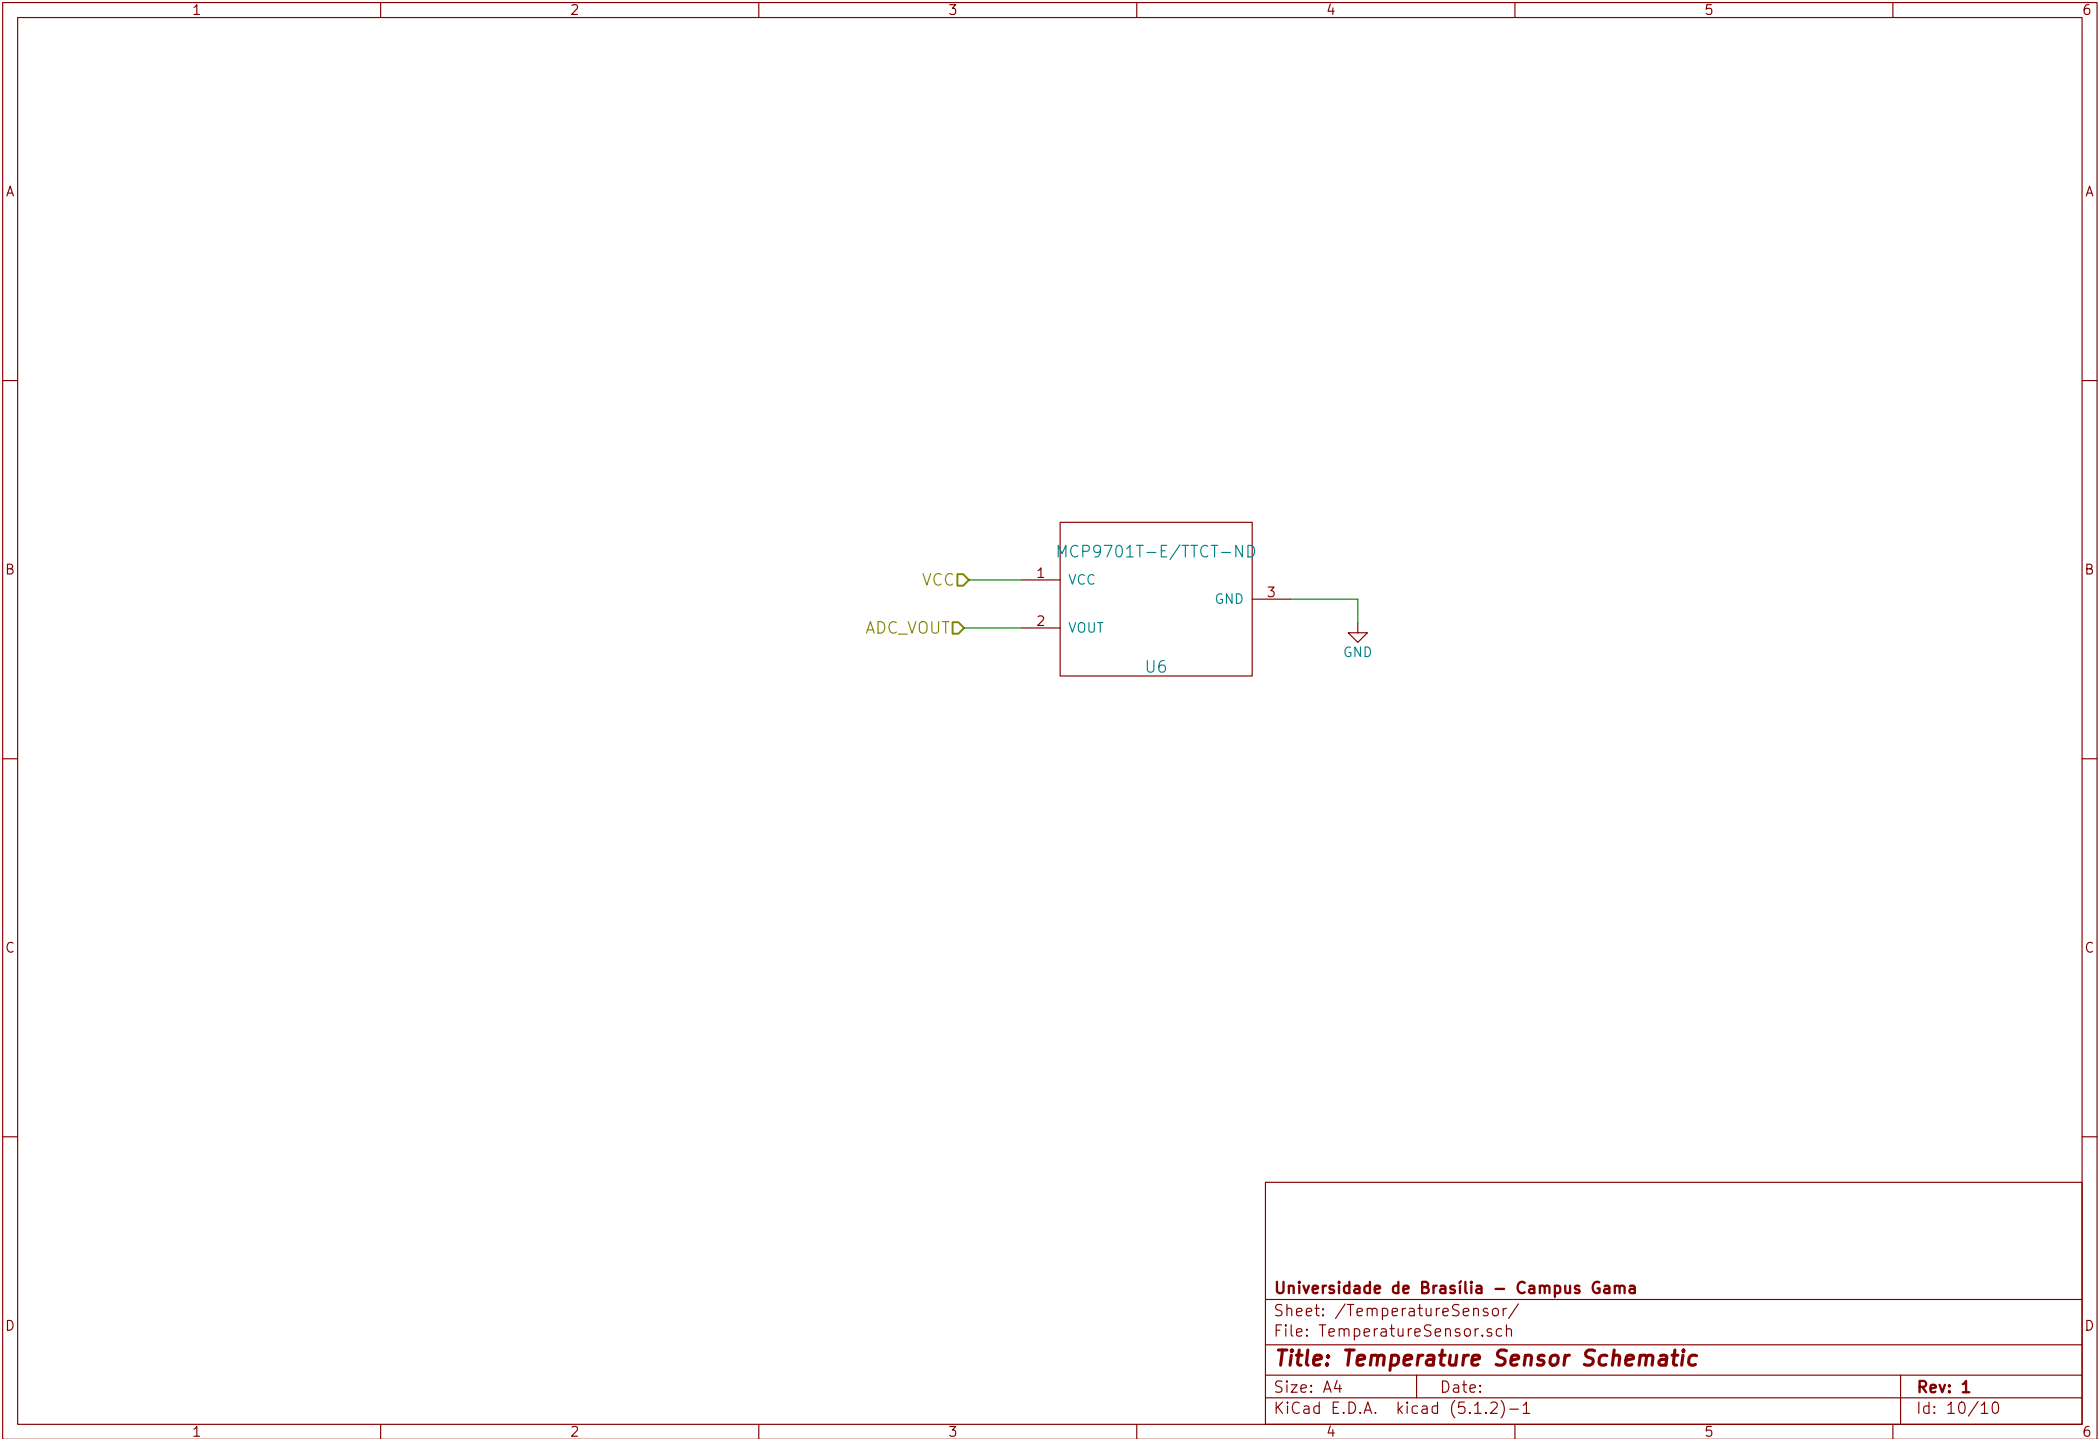 1 2 3 4 5 6
A A
B B
C C
D D
MCP9701T-E/TTCT-ND
VCC 1 VCC
GND 3
ADC_VOUT 2 VOUT
GND
U6
Universidade de Brasília – Campus Gama
Sheet: /TemperatureSensor/
File: TemperatureSensor.sch
Title: Temperature Sensor Schematic
Size: A4 Date: Rev: 1
KiCad E.D.A. kicad (5.1.2)-1 Id: 10/10
1 2 3 4 5 6